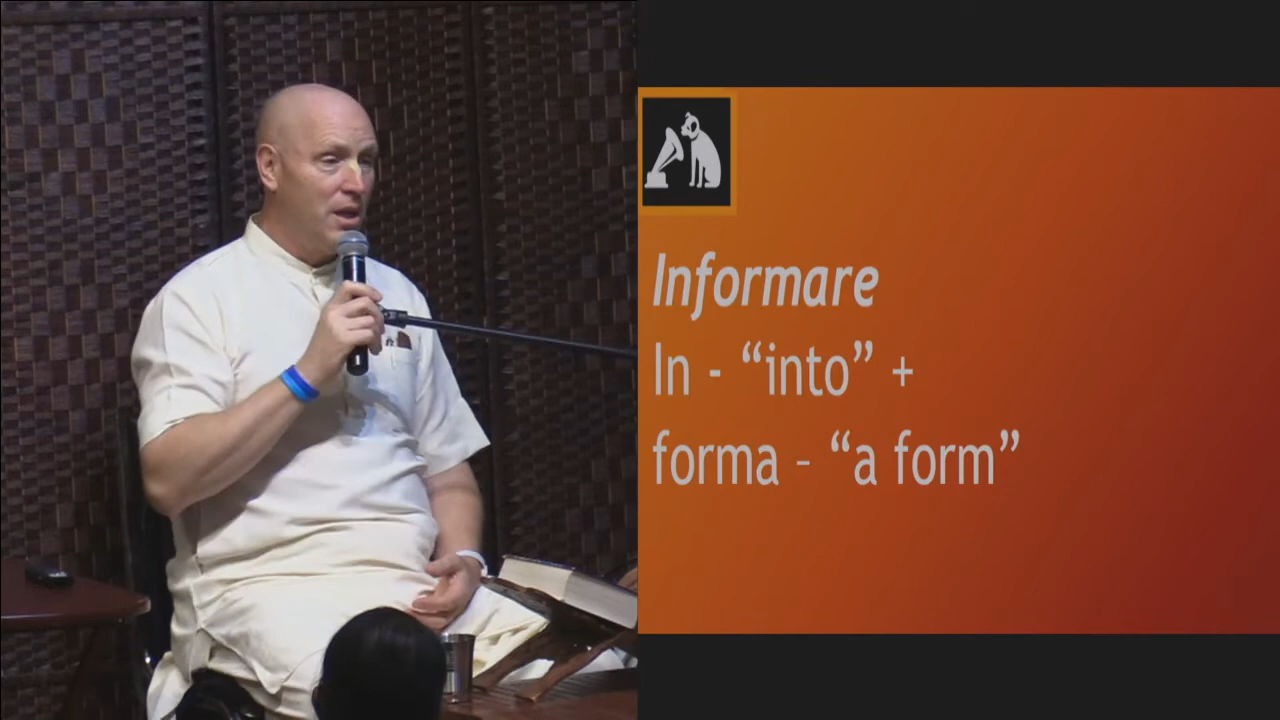 Informare
In - “into” +
forma - “a form”